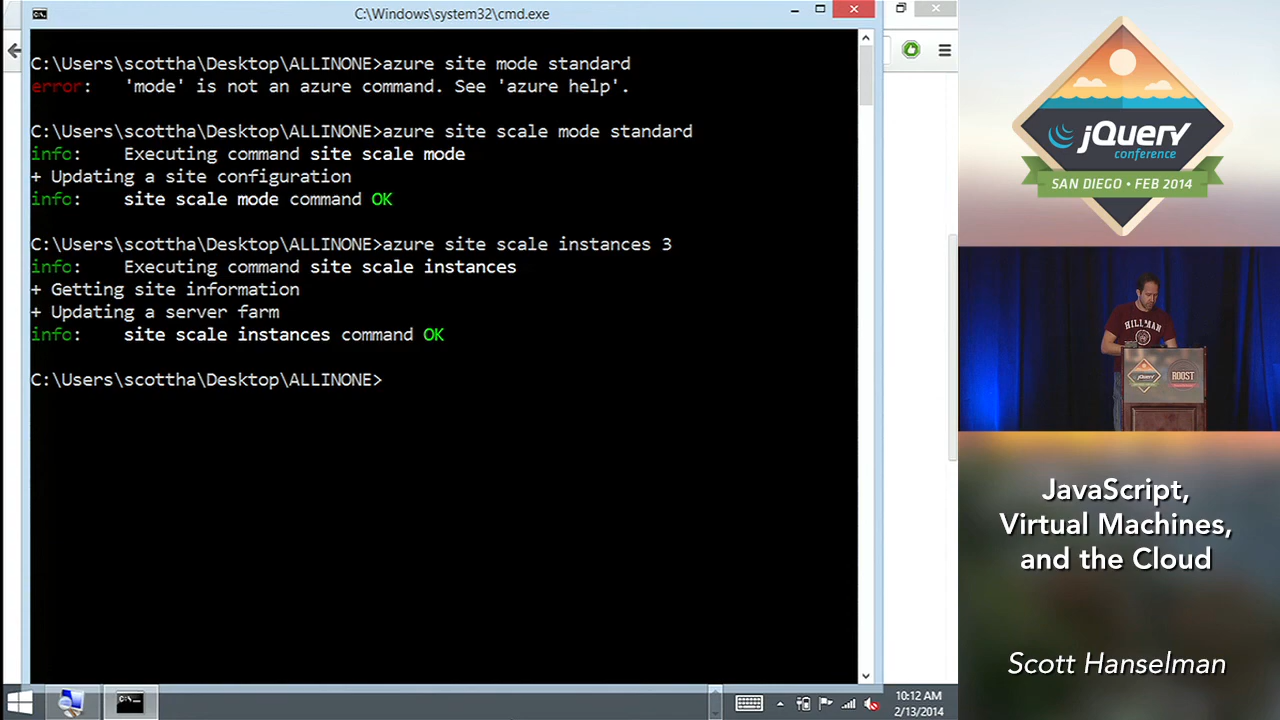 C:\Windows\system32\cmd.exe
C:\Users\scottha\Desktop\ALLINONE>azure site mode standard
error:   'mode' is not an azure command. See 'azure help'.
C:\Users\scottha\Desktop\ALLINONE>azure site scale mode standard
info:    Executing command site scale mode
+ Updating a site configuration
info:    site scale mode command OK
C:\Users\scottha\Desktop\ALLINONE>azure site scale instances 3
info:    Executing command site scale instances
+ Getting site information
+ Updating a server farm
info:    site scale instances command OK
C:\Users\scottha\Desktop\ALLINONE>
10:12 AM
2/13/2014
jQuery
conference
SAN DIEGO • FEB 2014
HILLMAN
jQuery
ROOST
JavaScript,
Virtual Machines,
and the Cloud
Scott Hanselman